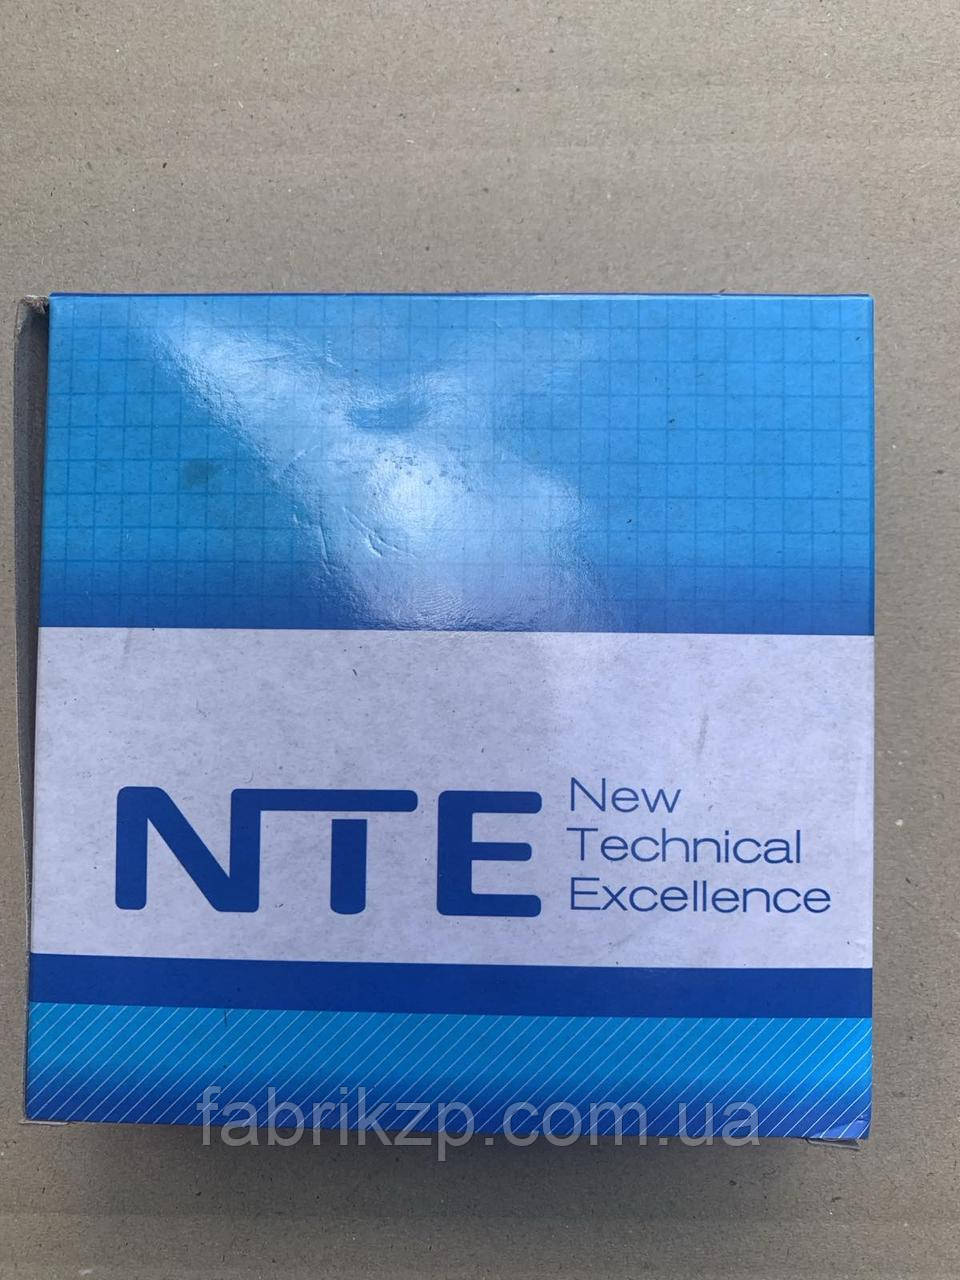 NTE
New
Technical
Excellence
fabrikzp.com.ua